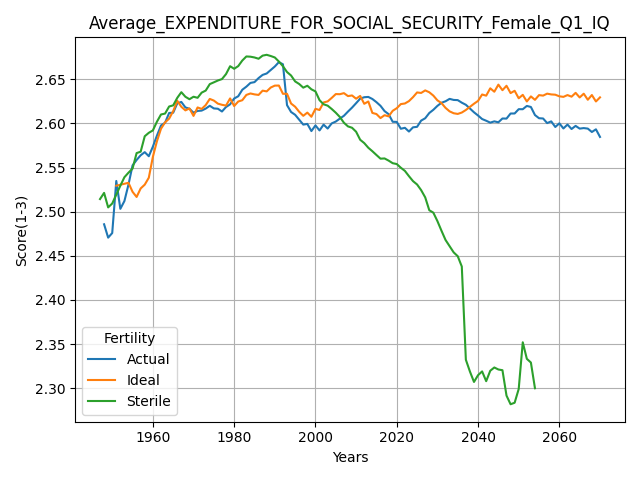 Average_EXPENDITURE_FOR_SOCIAL_SECURITY_Female_Q1_IQ
Score(1-3)
2.65
2.60
2.55
2.50
2.45
2.40
2.35
2.30
Fertility
Actual
Ideal
Sterile
1960 1980 2000 2020 2040 2060
Years